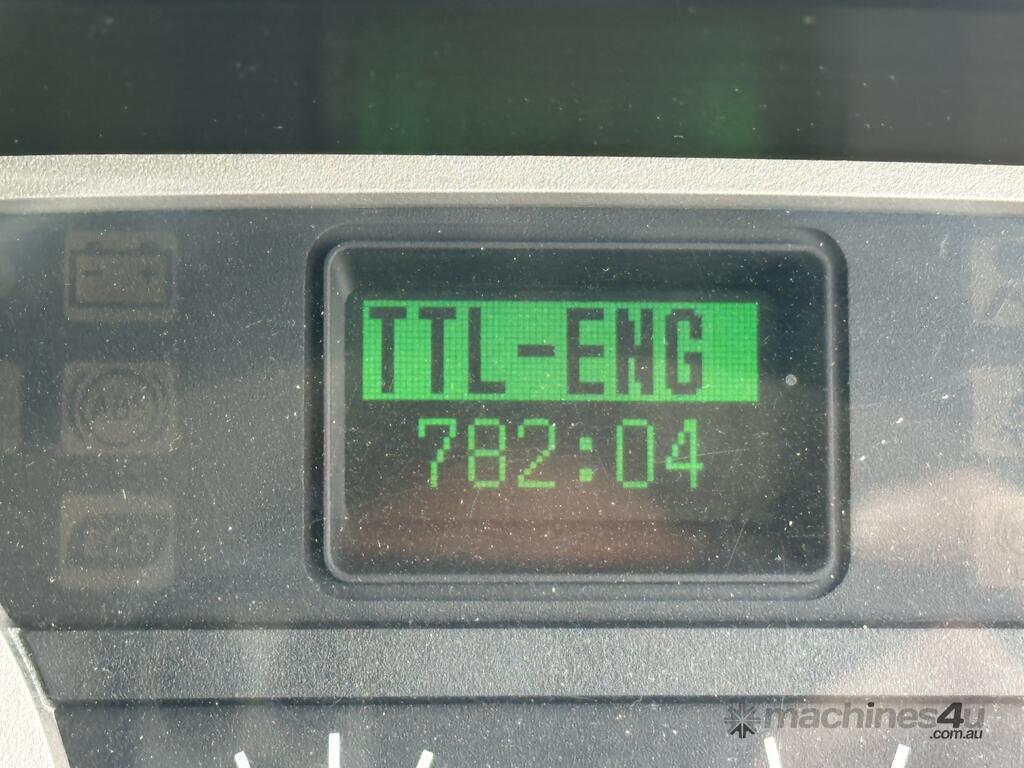 TTL-ENG
782:04
ABS
machines4u
.com.au